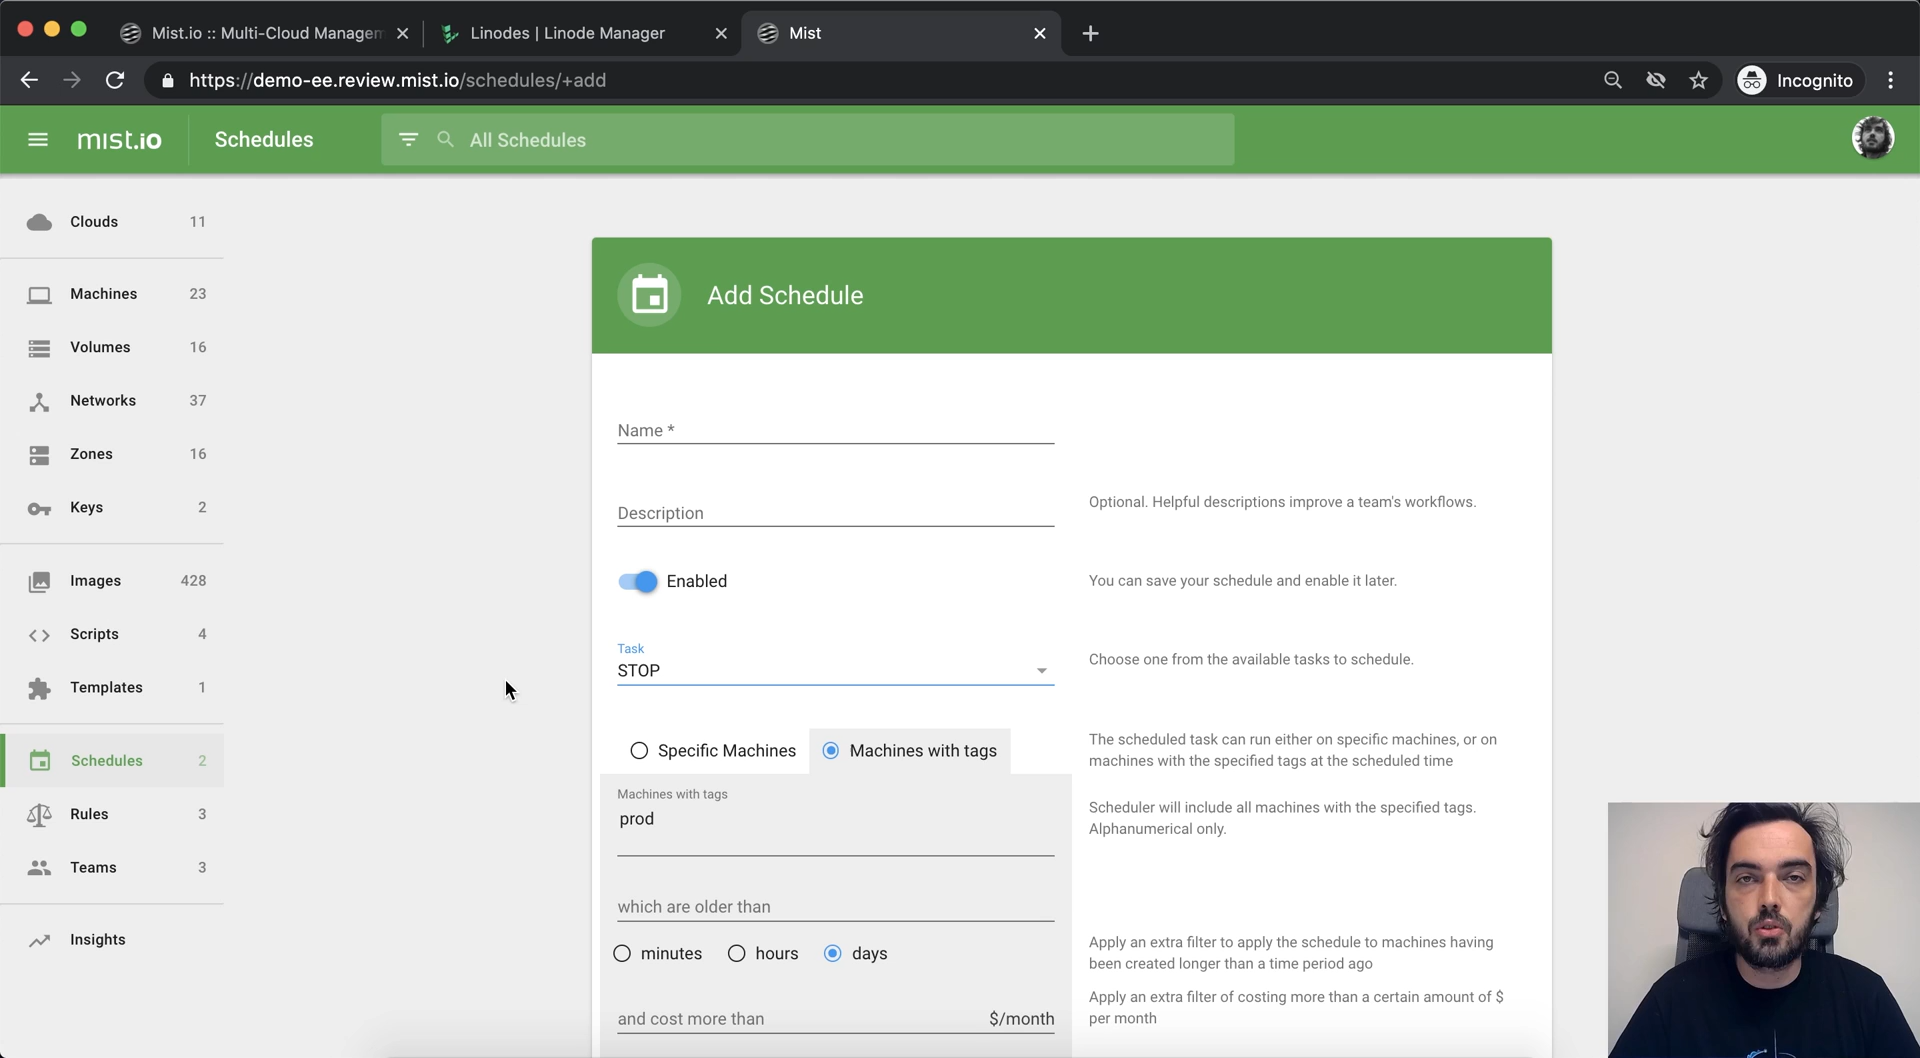 Mist.io :: Multi-Cloud Managem
Linodes | Linode Manager
Mist
https://demo-ee.review.mist.io/schedules/+add
Incognito
mist.io
Schedules
All Schedules
Clouds 11
Machines 23
Volumes 16
Networks 37
Zones 16
Keys 2
Images 428
Scripts 4
Templates 1
Schedules 2
Rules 3
Teams 3
Insights
Add Schedule
Name *
Description
Optional. Helpful descriptions improve a team's workflows.
Enabled
You can save your schedule and enable it later.
Task
STOP
Choose one from the available tasks to schedule.
Specific Machines
Machines with tags
The scheduled task can run either on specific machines, or on
machines with the specified tags at the scheduled time
Machines with tags
prod
Scheduler will include all machines with the specified tags.
Alphanumerical only.
which are older than
minutes hours days
Apply an extra filter to apply the schedule to machines having
been created longer than a time period ago
and cost more than $/month
Apply an extra filter of costing more than a certain amount of $
per month